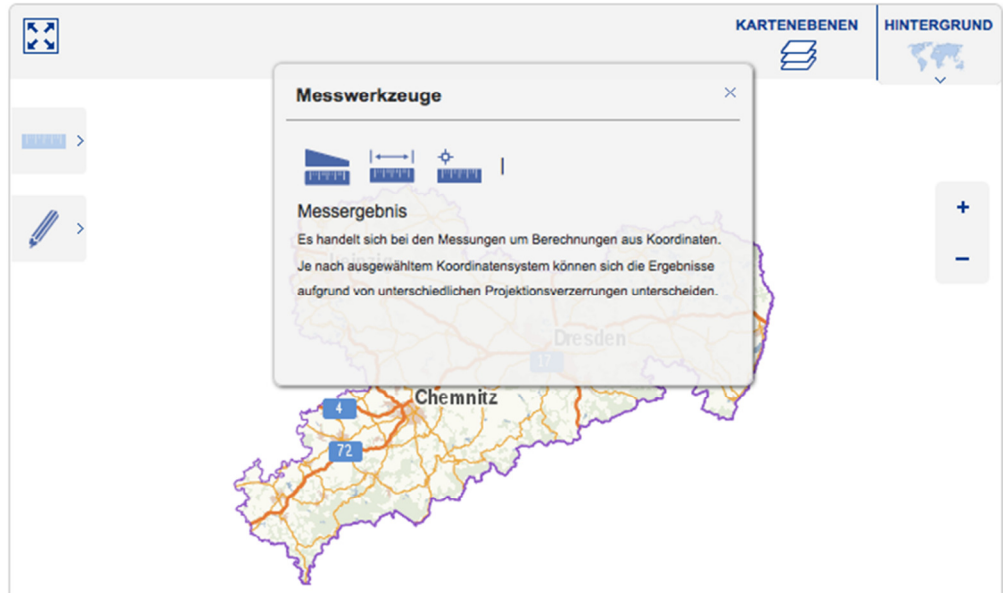 KARTENEBENEN
HINTERGRUND
Messwerkzeuge
Messergebnis
Es handelt sich bei den Messungen um Berechnungen aus Koordinaten.
Je nach ausgewähltem Koordinatensystem können sich die Ergebnisse
aufgrund von unterschiedlichen Projektionsverzerrungen unterscheiden.
Leipzig
Dresden
17
Chemnitz
4
72
+
−